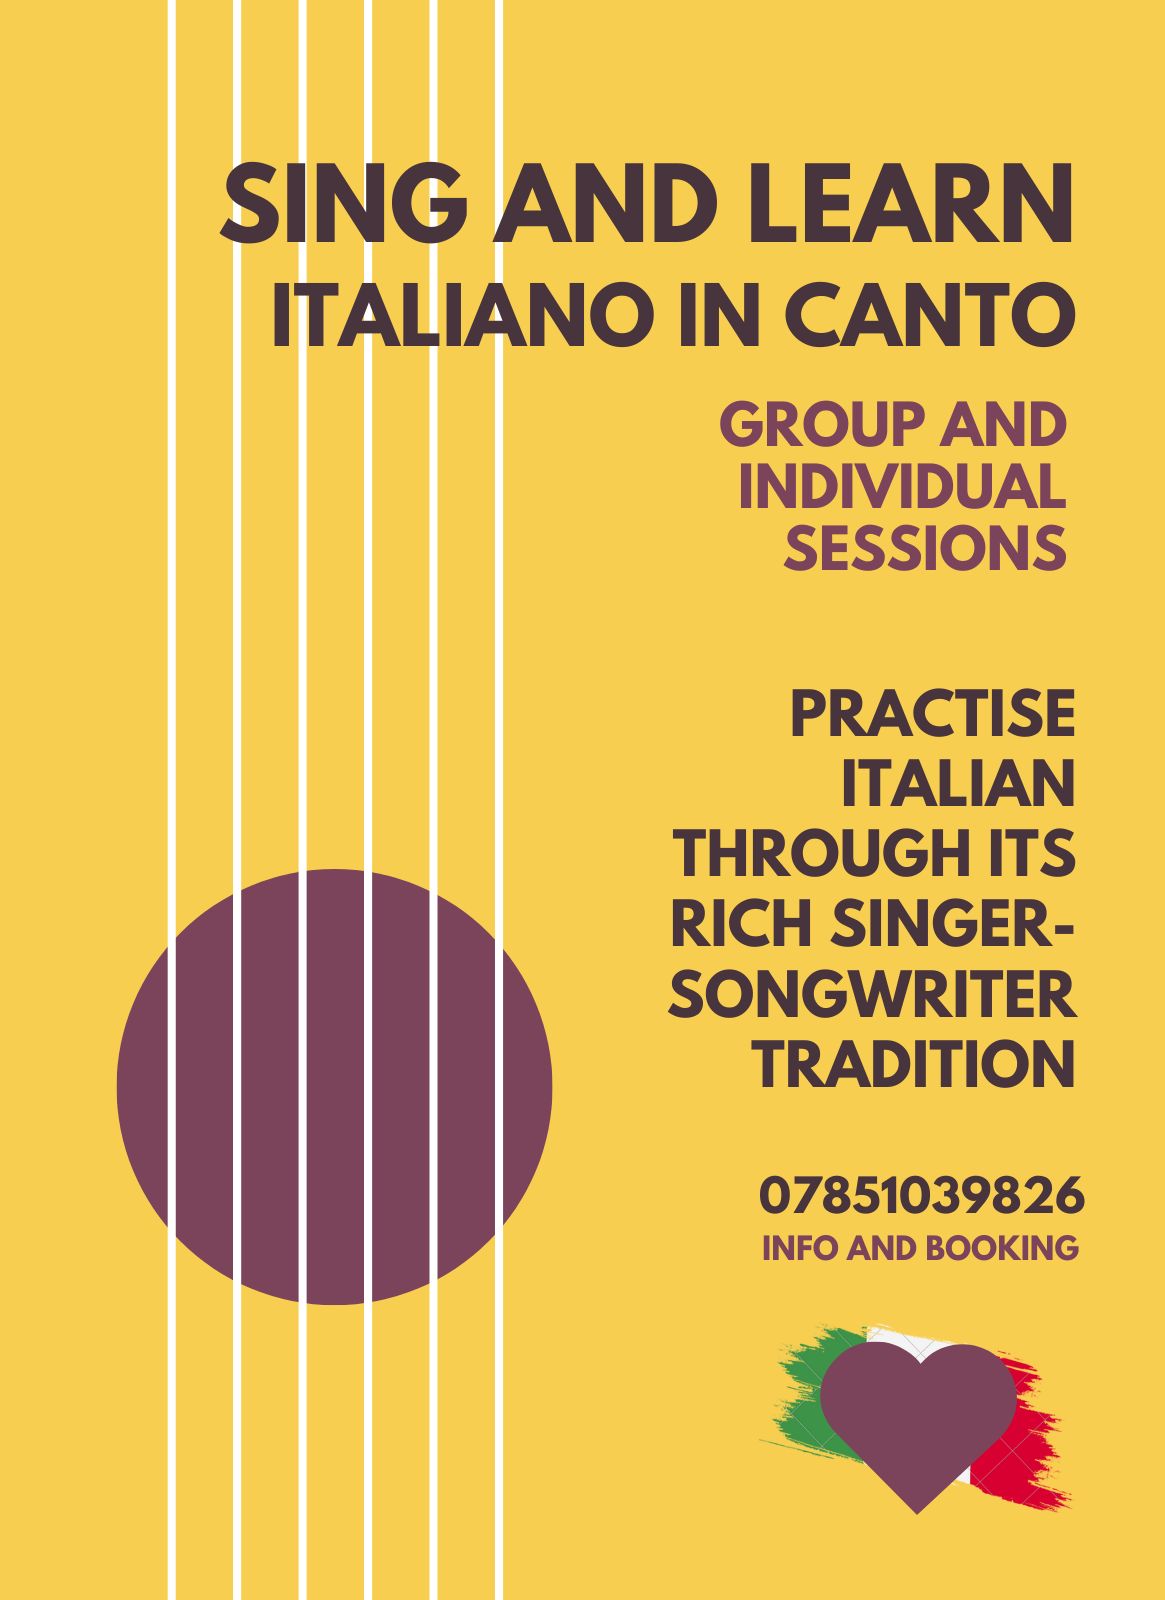 SING AND LEARN
ITALIANO IN CANTO
GROUP AND
INDIVIDUAL
SESSIONS
PRACTISE
ITALIAN
THROUGH ITS
RICH SINGER-
SONGWRITER
TRADITION
07851039826
INFO AND BOOKING